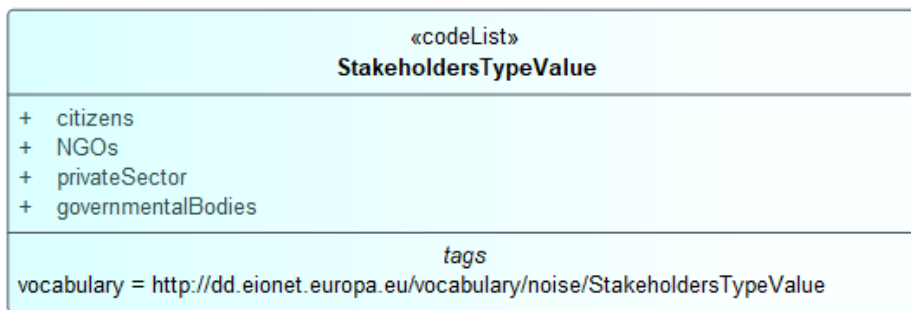 «codeList»
StakeholdersTypeValue
+ citizens
+ NGOs
+ privateSector
+ governmentalBodies
tags
vocabulary = http://dd.eionet.europa.eu/vocabulary/noise/StakeholdersTypeValue